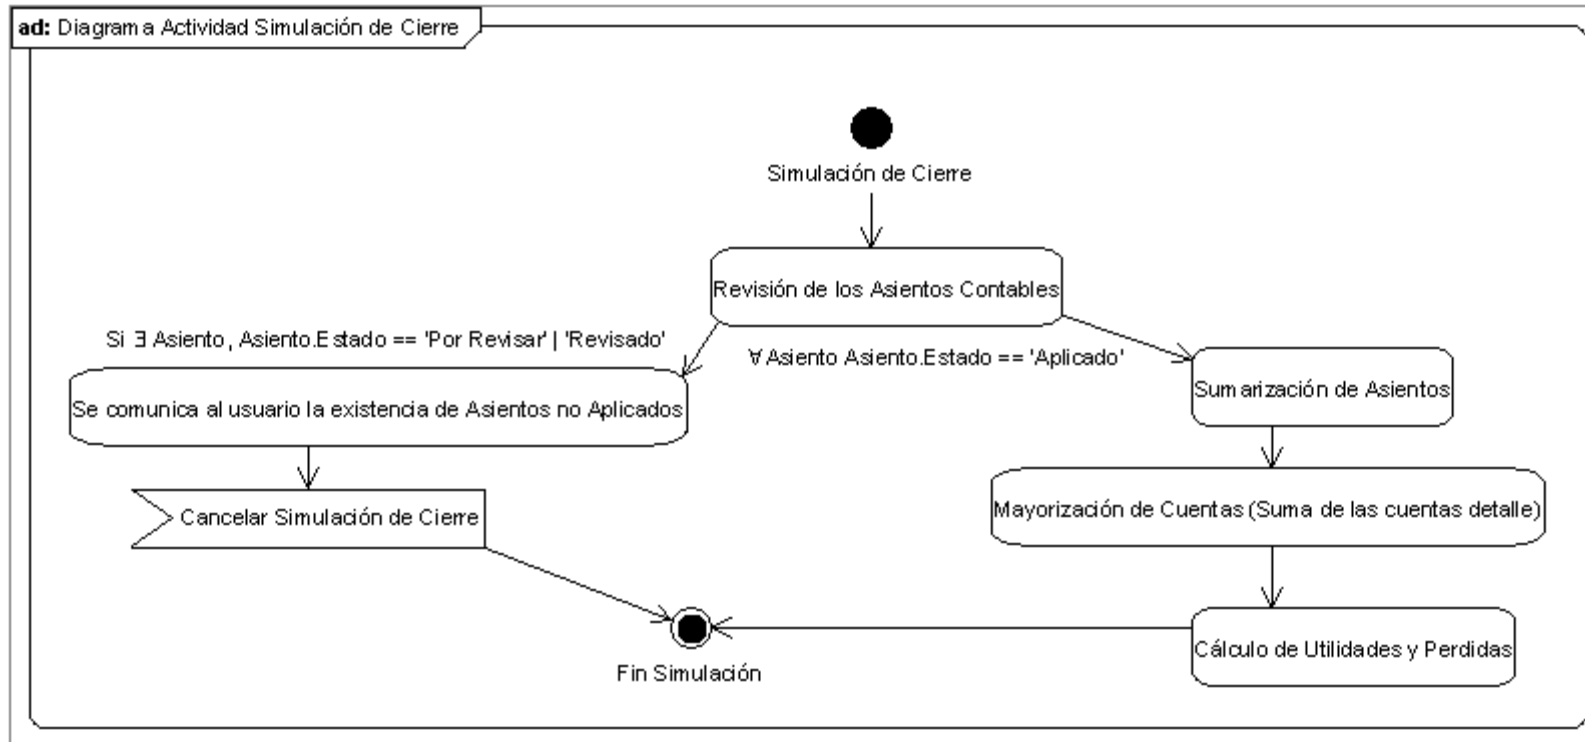 ad: Diagrama Actividad Simulación de Cierre
Simulación de Cierre
Revisión de los Asientos Contables
Si ∃ Asiento, Asiento.Estado == 'Por Revisar' | 'Revisado'
∀ Asiento Asiento.Estado == 'Aplicado'
Se comunica al usuario la existencia de Asientos no Aplicados
Sumarización de Asientos
Cancelar Simulación de Cierre
Mayorización de Cuentas (Suma de las cuentas detalle)
Cálculo de Utilidades y Perdidas
Fin Simulación